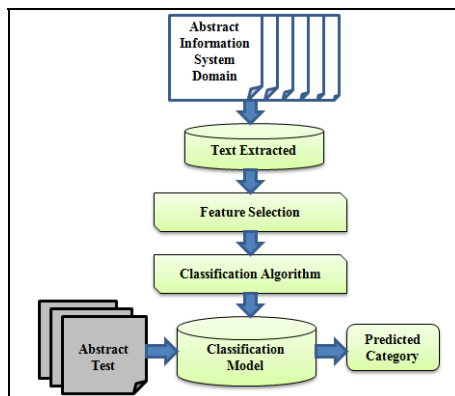 Abstract
Information
System
Domain
Text Extracted
Feature Selection
Classification Algorithm
Abstract
Test
Classification
Model
Predicted
Category